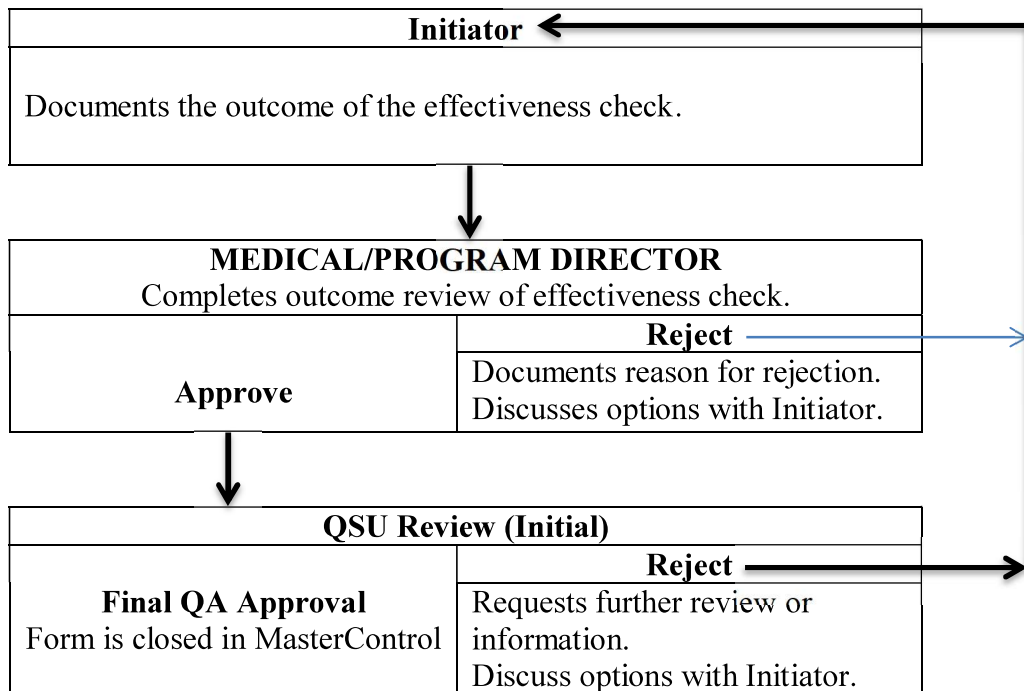 Initiator
Documents the outcome of the effectiveness check.
MEDICAL/PROGRAM DIRECTOR
Completes outcome review of effectiveness check.
Approve
Reject
Documents reason for rejection.
Discusses options with Initiator.
QSU Review (Initial)
Final QA Approval
Form is closed in MasterControl
Reject
Requests further review or
information.
Discuss options with Initiator.